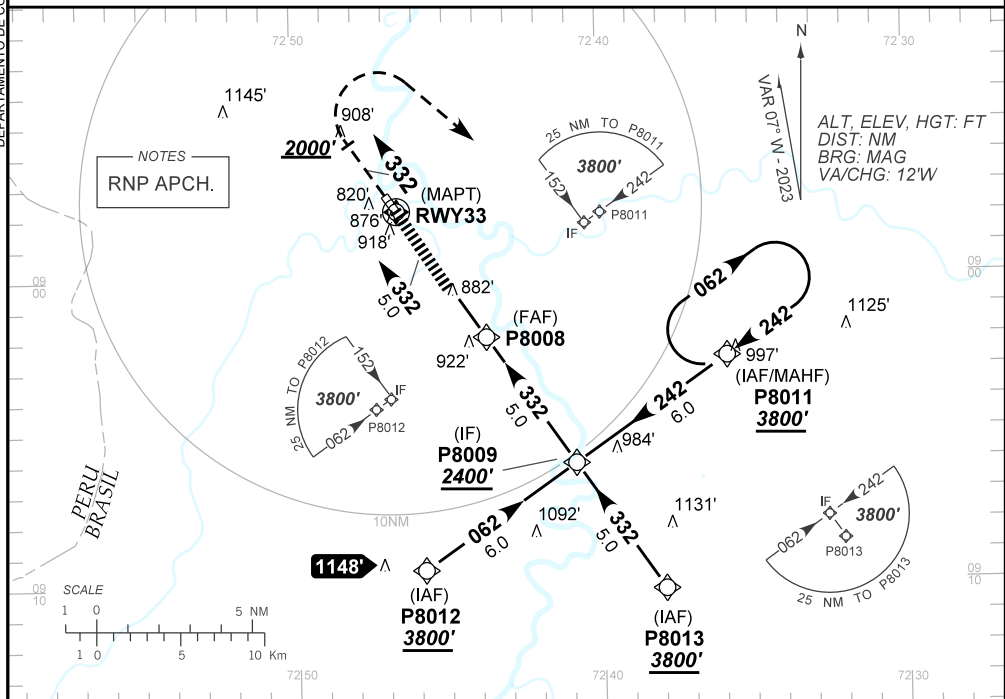 72 50
72 40
72 30
N
VAR 07° W - 2023
ALT, ELEV, HGT: FT
DIST: NM
BRG: MAG
VA/CHG: 12'W
1145'
908'
2000'
NOTES
RNP APCH.
332
(MAPT)
RWY33
820'
876'
918'
332
5.0
882'
25 NM TO P8011
3800'
152
242
P8011
IF
09
00
09
00
062
242
1125'
997'
(IAF/MAHF)
P8011
3800'
(FAF)
P8008
922'
25 NM TO P8012
152
3800'
IF
P8012
062
332
5.0
242
6.0
(IF)
P8009
2400'
984'
PERU
BRASIL
10NM
062
6.0
1092'
1131'
332
5.0
242
IF
3800'
062
P8013
25 NM TO P8013
1148'
(IAF)
P8012
3800'
(IAF)
P8013
3800'
09
10
09
10
SCALE
1 0 5 NM
1 0 5 10 Km
72 50
72 40
72 30